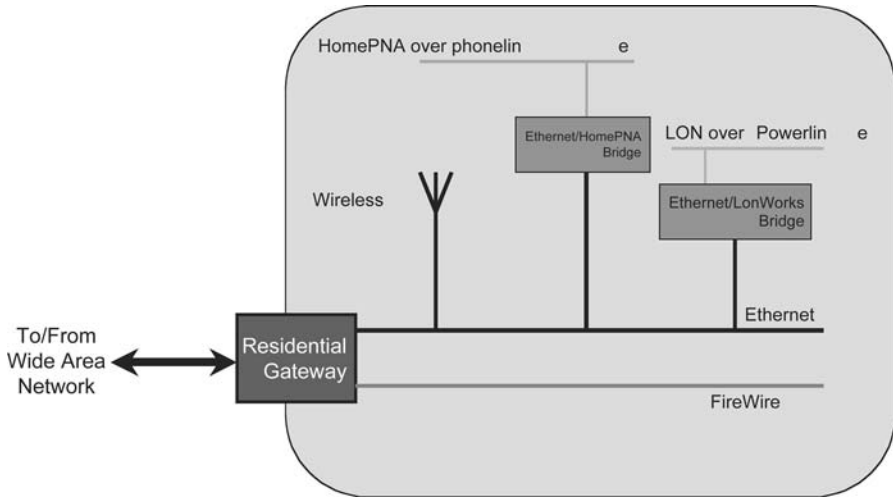 HomePNA over phonelin e
Ethernet/HomePNA
Bridge
LON over Powerlin e
Wireless
Ethernet/LonWorks
Bridge
Ethernet
To/From
Wide Area
Network
Residential
Gateway
FireWire